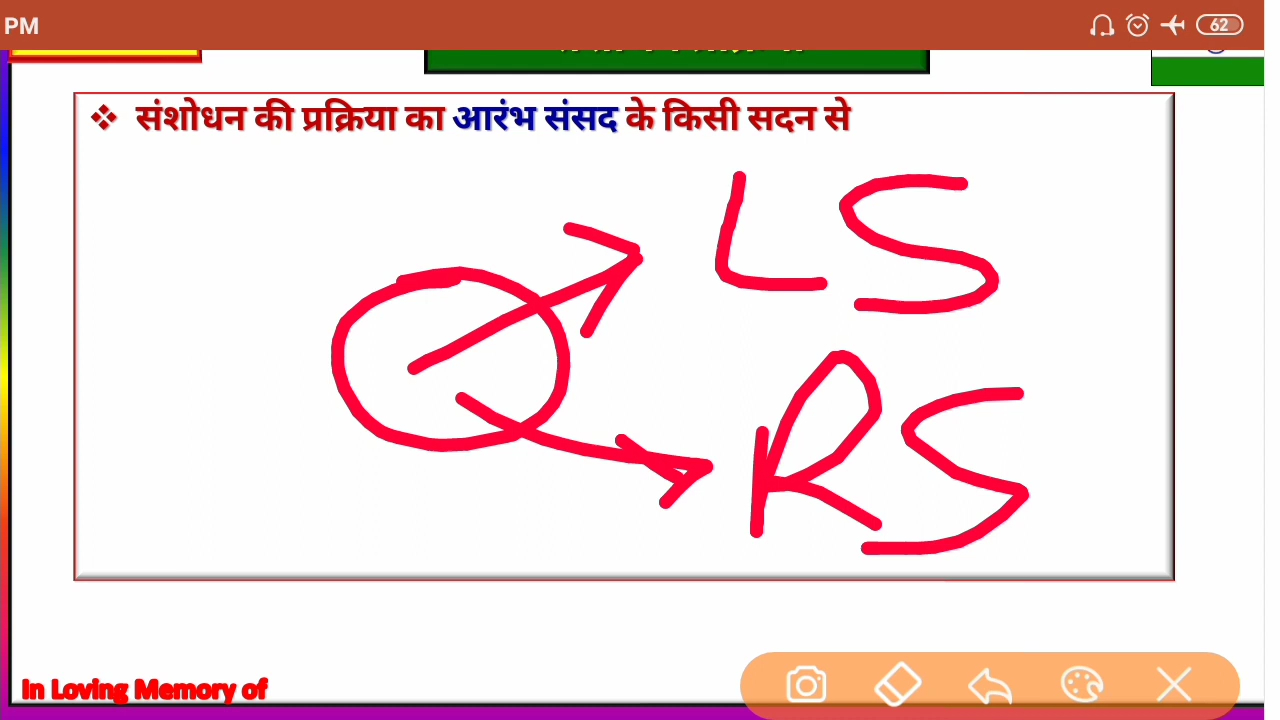 PM
62
❖ संशोधन की प्रक्रिया का आरंभ संसद के किसी सदन से
LS
RS
In Loving Memory of